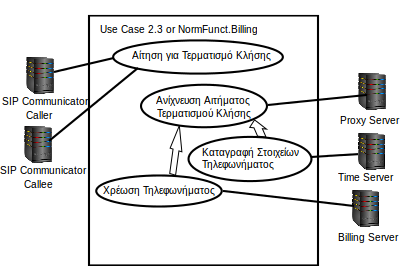 Use Case 2.3 or NormFunct.Billing
Αίτηση για Τερματισμό Κλήσης
SIP Communicator
Caller
Ανίχνευση Αιτήματος
Τερματισμού Κλήσης
Proxy Server
SIP Communicator
Callee
Καταγραφή Στοιχείων
Τηλεφωνήματος
Time Server
Χρέωση Τηλεφωνήματος
Billing Server